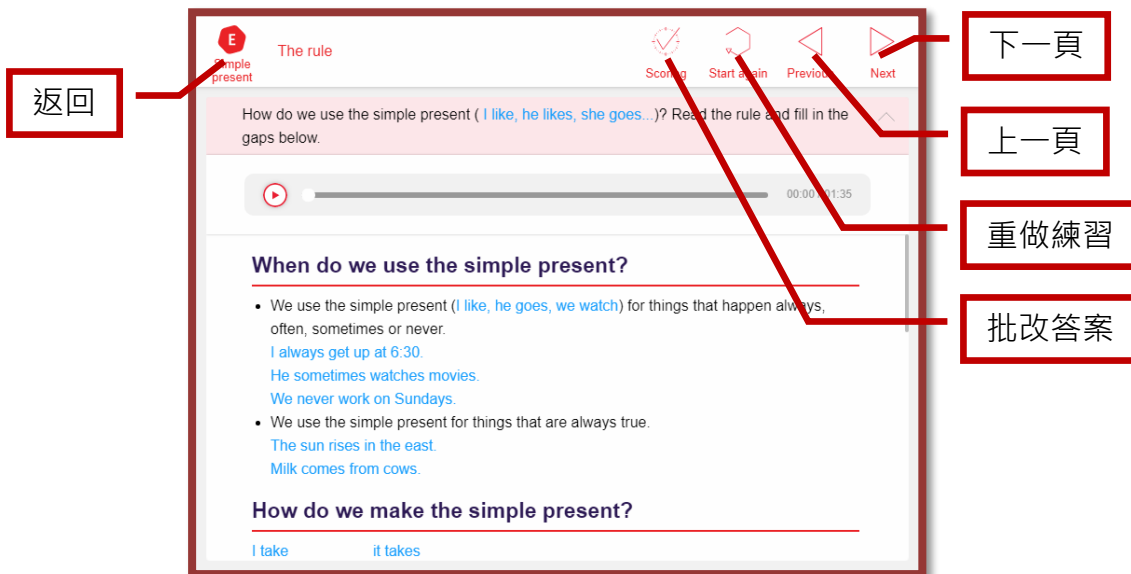 E
Simple
present
The rule
Scoring
Start again
Previous
Next
返回
下一頁
上一頁
重做練習
批改答案
How do we use the simple present ( I like, he likes, she goes...)? Read the rule and fill in the
gaps below.
00:00 / 01:35
When do we use the simple present?
• We use the simple present (I like, he goes, we watch) for things that happen always,
often, sometimes or never.
I always get up at 6:30.
He sometimes watches movies.
We never work on Sundays.
• We use the simple present for things that are always true.
The sun rises in the east.
Milk comes from cows.
How do we make the simple present?
I take it takes